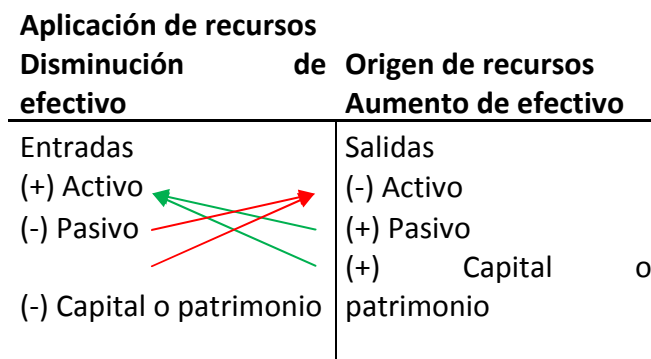 Aplicación de recursos
Disminución de
efectivo
Origen de recursos
Aumento de efectivo
Entradas
(+) Activo
(-) Pasivo
(-) Capital o patrimonio
Salidas
(-) Activo
(+) Pasivo
(+) Capital o
patrimonio